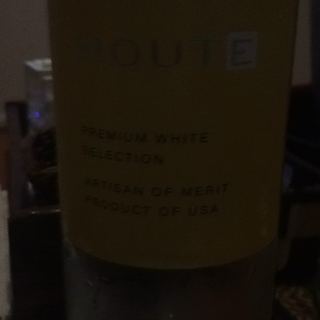 ROUTE
PREMIUM WHITE
SELECTION
ARTISAN OF MERIT
PRODUCT OF USA